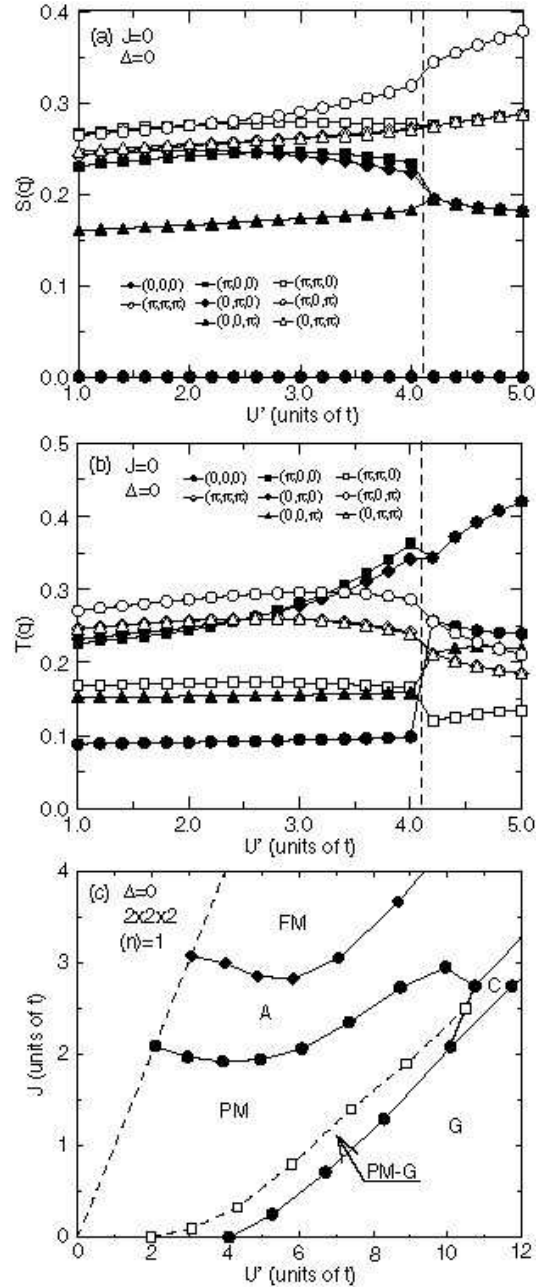 0.4
(a)
J=0
Δ=0
0.3
S(q)
0.2
(0,0,0) (π,0,0) (π,π,0)
(π,π,π) (0,π,0) (π,0,π)
0.1
(0,0,π) (0,π,π)
0.0
1.0 2.0 3.0 4.0 5.0
U' (units of t)
0.5
(b)
J=0
Δ=0
(0,0,0) (π,0,0) (π,π,0)
0.4
(π,π,π) (0,π,0) (π,0,π)
(0,0,π) (0,π,π)
0.3
T(q)
0.2
0.1
0.0
1.0 2.0 3.0 4.0 5.0
U' (units of t)
4
(c)
Δ=0
2x2x2
FM
⟨n⟩=1
3
C
A
J (units of t)
2
PM
G
1
PM-G
0
0 2 4 6 8 10 12
U' (units of t)